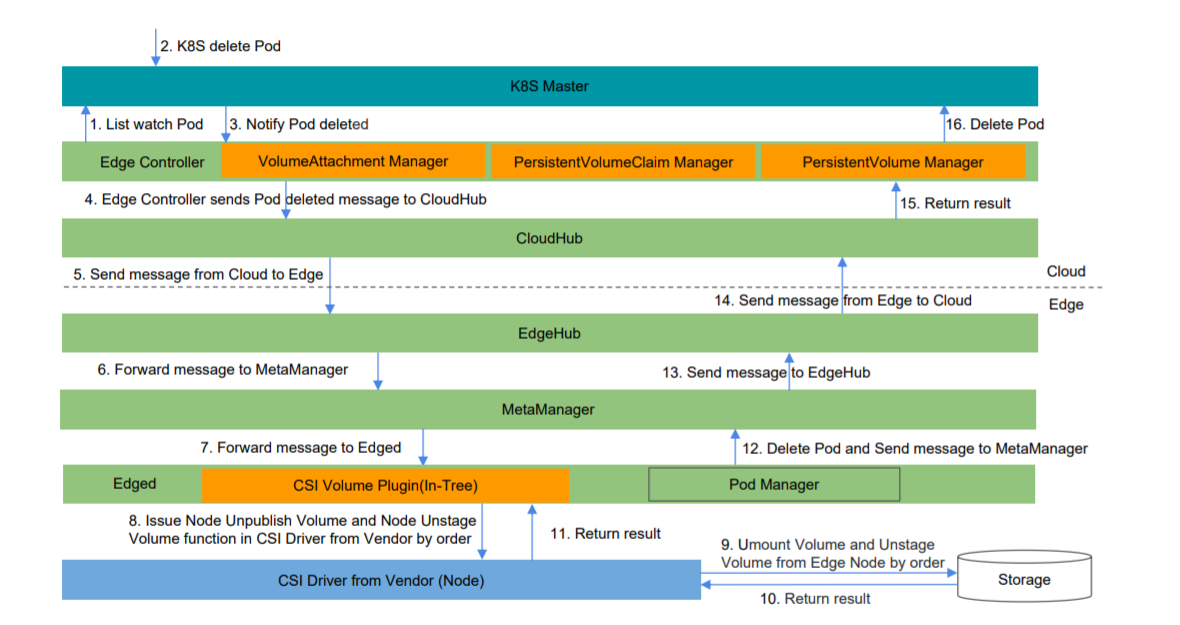 2. K8S delete Pod
K8S Master
1. List watch Pod
3. Notify Pod deleted
16. Delete Pod
Edge Controller
VolumeAttachment Manager
PersistentVolumeClaim Manager
PersistentVolume Manager
4. Edge Controller sends Pod deleted message to CloudHub
15. Return result
CloudHub
5. Send message from Cloud to Edge
Cloud
14. Send message from Edge to Cloud
Edge
EdgeHub
6. Forward message to MetaManager
13. Send message to EdgeHub
MetaManager
7. Forward message to Edged
12. Delete Pod and Send message to MetaManager
Edged
CSI Volume Plugin(In-Tree)
Pod Manager
8. Issue Node Unpublish Volume and Node Unstage
Volume function in CSI Driver from Vendor by order
11. Return result
9. Umount Volume and Unstage
Volume from Edge Node by order
CSI Driver from Vendor (Node)
Storage
10. Return result